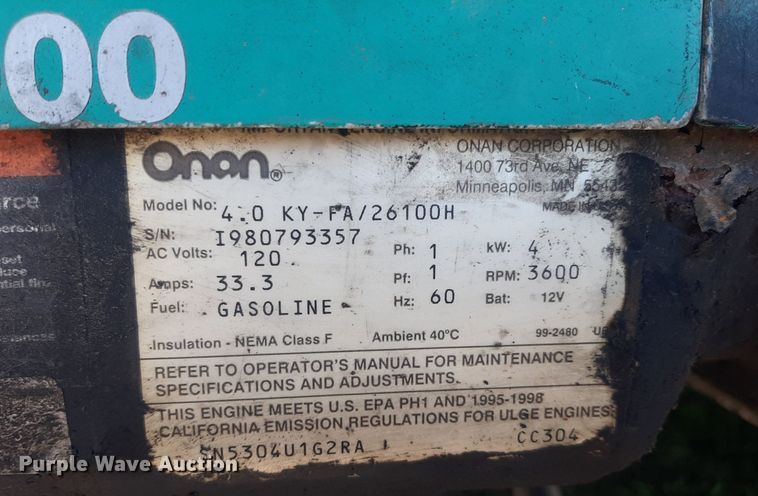 00
ONAN CORPORATION
Onan®
1400 73rd Ave, NE
Minneapolis, MN
Model No: 4.0 KY-FA/26100H
MADE IN
S/N: I980793357
AC Volts: 120 Ph: 1 kW: 4
Amps: 33.3 Pf: 1 RPM: 3600
Fuel: GASOLINE Hz: 60 Bat: 12V
Insulation - NEMA Class F Ambient 40°C 99-2480
REFER TO OPERATOR'S MANUAL FOR MAINTENANCE
SPECIFICATIONS AND ADJUSTMENTS.
THIS ENGINE MEETS U.S. EPA PH1 AND 1995-1998
CALIFORNIA EMISSION REGULATIONS FOR ULGE ENGINES
N5304U1G2RA CC304
Purple Wave Auction